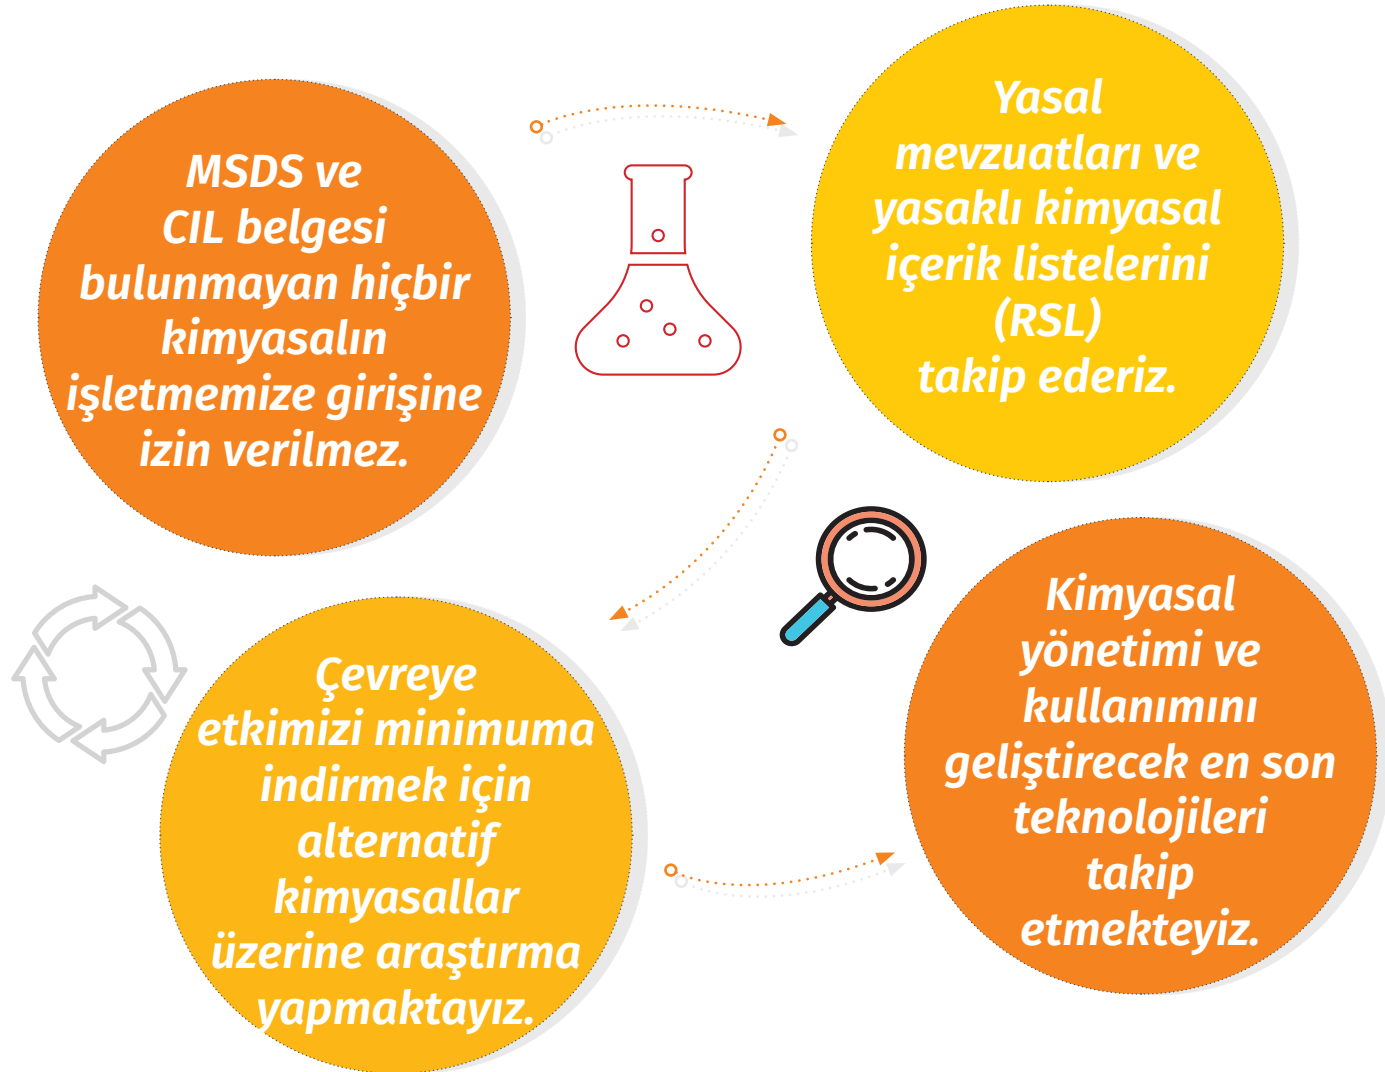 MSDS ve
CIL belgesi
bulunmayan hiçbir
kimyasalın
işletmemize girişine
izin verilmez.
Yasal
mevzuatları ve
yasaklı kimyasal
içerik listelerini
(RSL)
takip ederiz.
Çevreye
etkimizi minimuma
indirmek için
alternatif
kimyasallar
üzerine araştırma
yapmaktayız.
Kimyasal
yönetimi ve
kullanımını
geliştirecek en son
teknolojileri
takip
etmekteyiz.